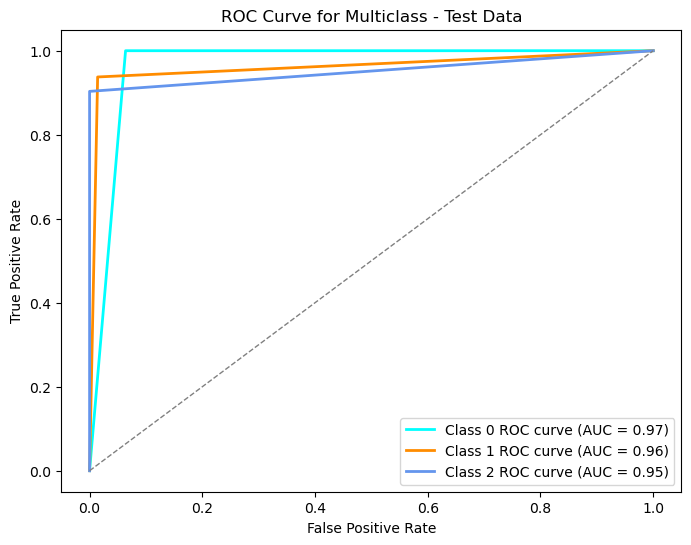 ROC Curve for Multiclass - Test Data
True Positive Rate
1.0
0.8
0.6
0.4
0.2
0.0
Class 0 ROC curve (AUC = 0.97)
Class 1 ROC curve (AUC = 0.96)
Class 2 ROC curve (AUC = 0.95)
0.0 0.2 0.4 0.6 0.8 1.0
False Positive Rate